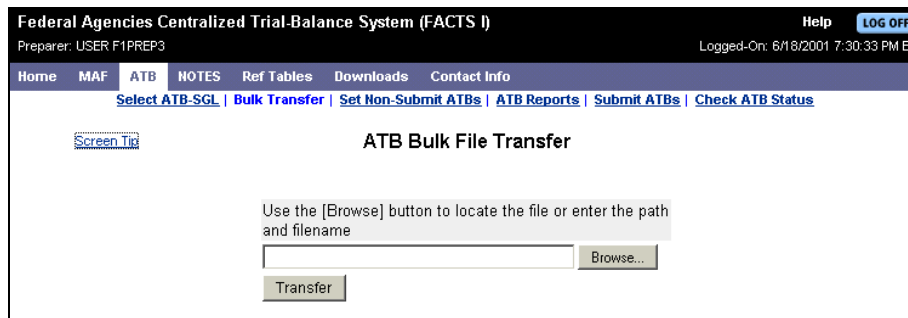 Federal Agencies Centralized Trial-Balance System (FACTS I) Help LOG OFF
Preparer: USER F1PREP3 Logged-On: 6/18/2001 7:30:33 PM E
Home MAF ATB NOTES Ref Tables Downloads Contact Info
Select ATB-SGL | Bulk Transfer | Set Non-Submit ATBs | ATB Reports | Submit ATBs | Check ATB Status
Screen Tip ATB Bulk File Transfer
Use the [Browse] button to locate the file or enter the path
and filename
Browse...
Transfer